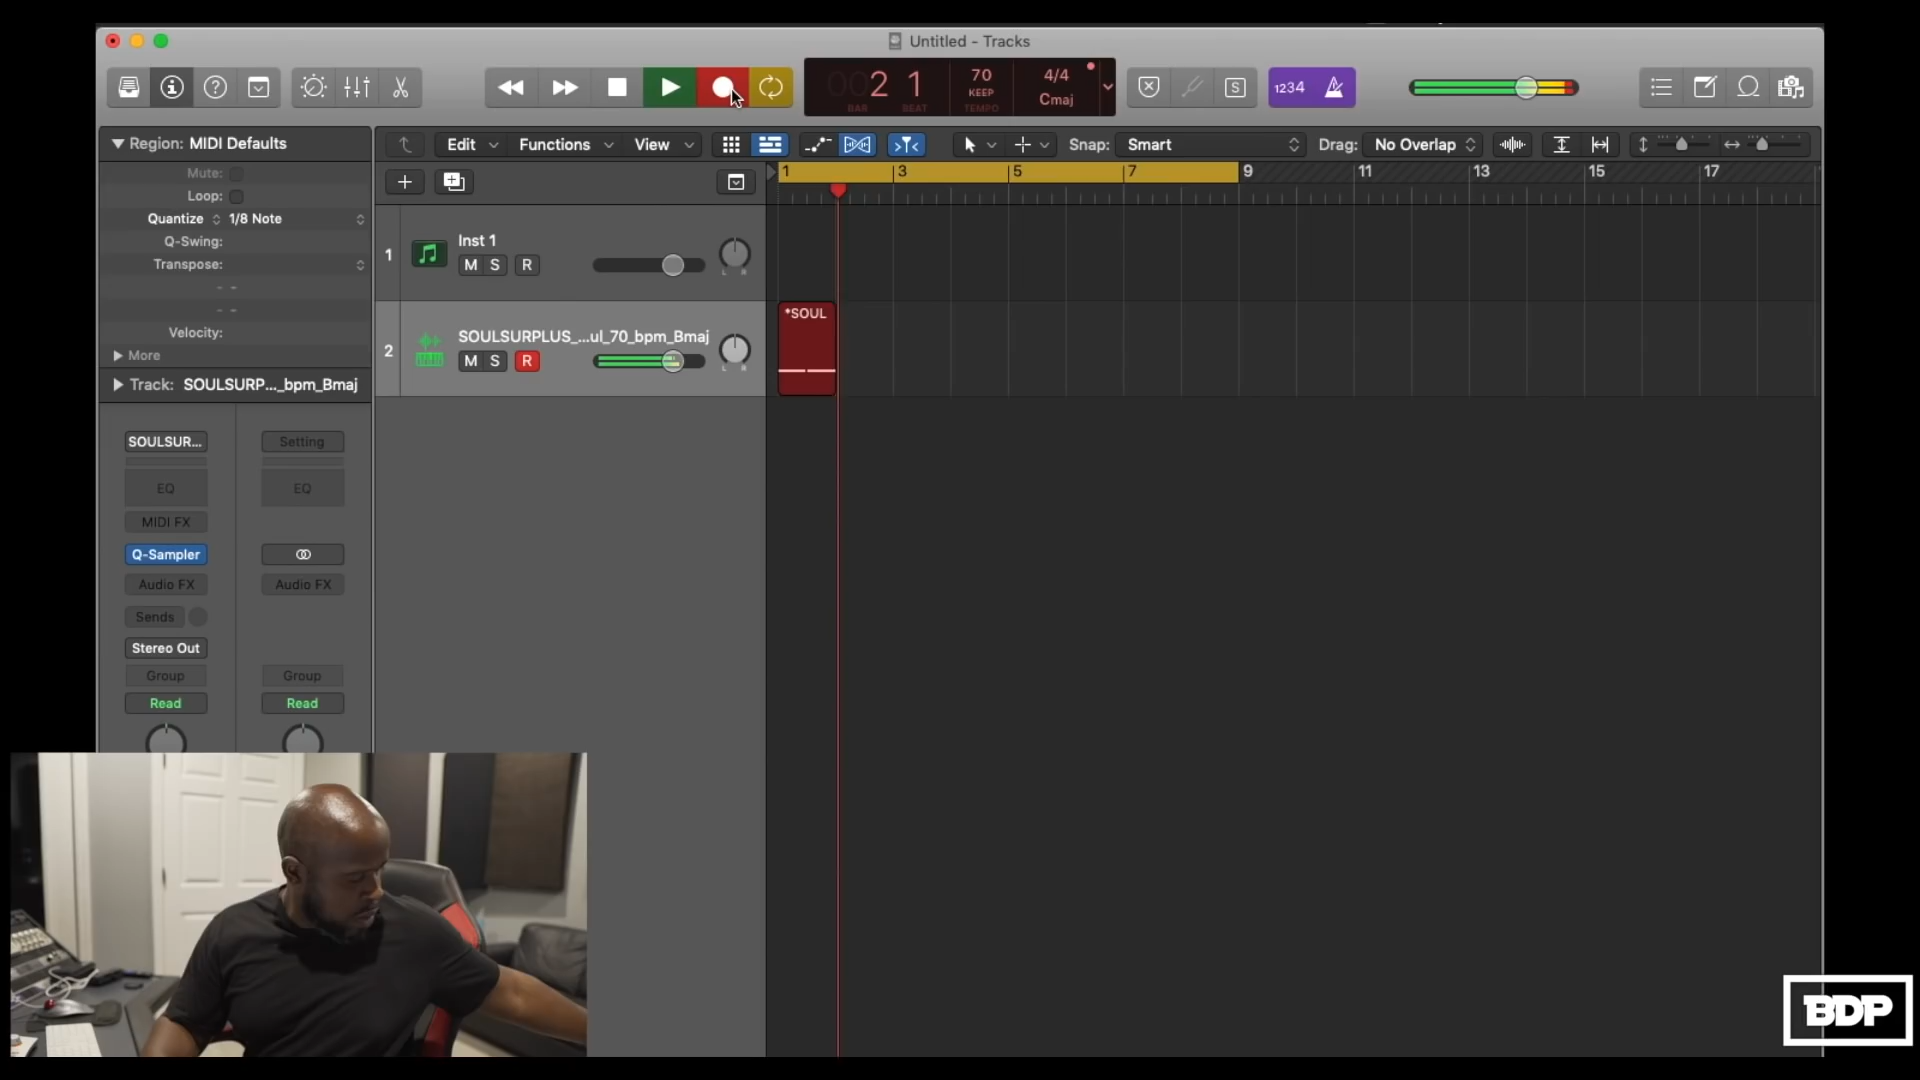 Untitled - Tracks
002 1 70 4/4
KEEP Cmaj
BAR BEAT TEMPO
1234
S
Region: MIDI Defaults
Mute:
Loop:
Quantize 1/8 Note
Q-Swing:
Transpose:
Velocity:
More
Track: SOULSURP..._bpm_Bmaj
Edit Functions View
Snap: Smart
Drag: No Overlap
1 3 5 7 9 11 13 15 17
1 Inst 1
M S R
L R
2 SOULSURPLUS_...ul_70_bpm_Bmaj
M S R
L R
*SOUL
SOULSUR... Setting
EQ EQ
MIDI FX
Q-Sampler
Audio FX Audio FX
Sends
Stereo Out
Group Group
Read Read
BDP